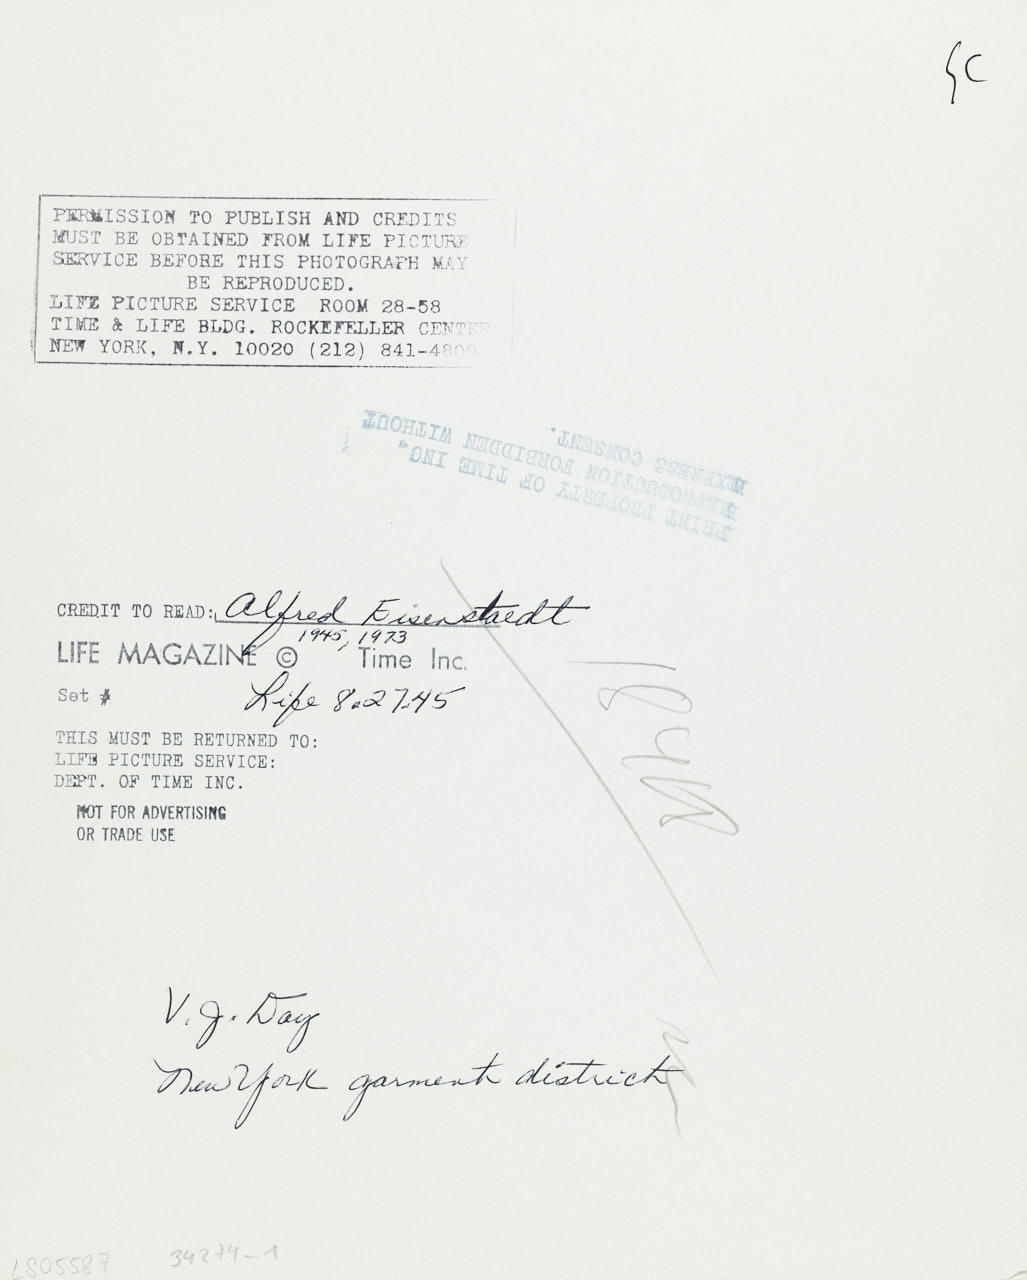 PERMISSION TO PUBLISH AND CREDITS
MUST BE OBTAINED FROM LIFE PICTURE
SERVICE BEFORE THIS PHOTOGRAPH MAY
BE REPRODUCED.
LIFE PICTURE SERVICE ROOM 28-58
TIME & LIFE BLDG. ROCKEFELLER CENTER
NEW YORK, N.Y. 10020 (212) 841-4800
PRINT PROPERTY OF TIME INC.
REPRODUCTION FORBIDDEN WITHOUT
EXPRESS CONSENT.
CREDIT TO READ: Alfred Eisenstaedt
1945, 1973
LIFE MAGAZINE © Time Inc.
Set # Life 8.27.45
THIS MUST BE RETURNED TO:
LIFE PICTURE SERVICE:
DEPT. OF TIME INC.
NOT FOR ADVERTISING
OR TRADE USE
V.J. Day
New York garment district
LS05587 34274-1